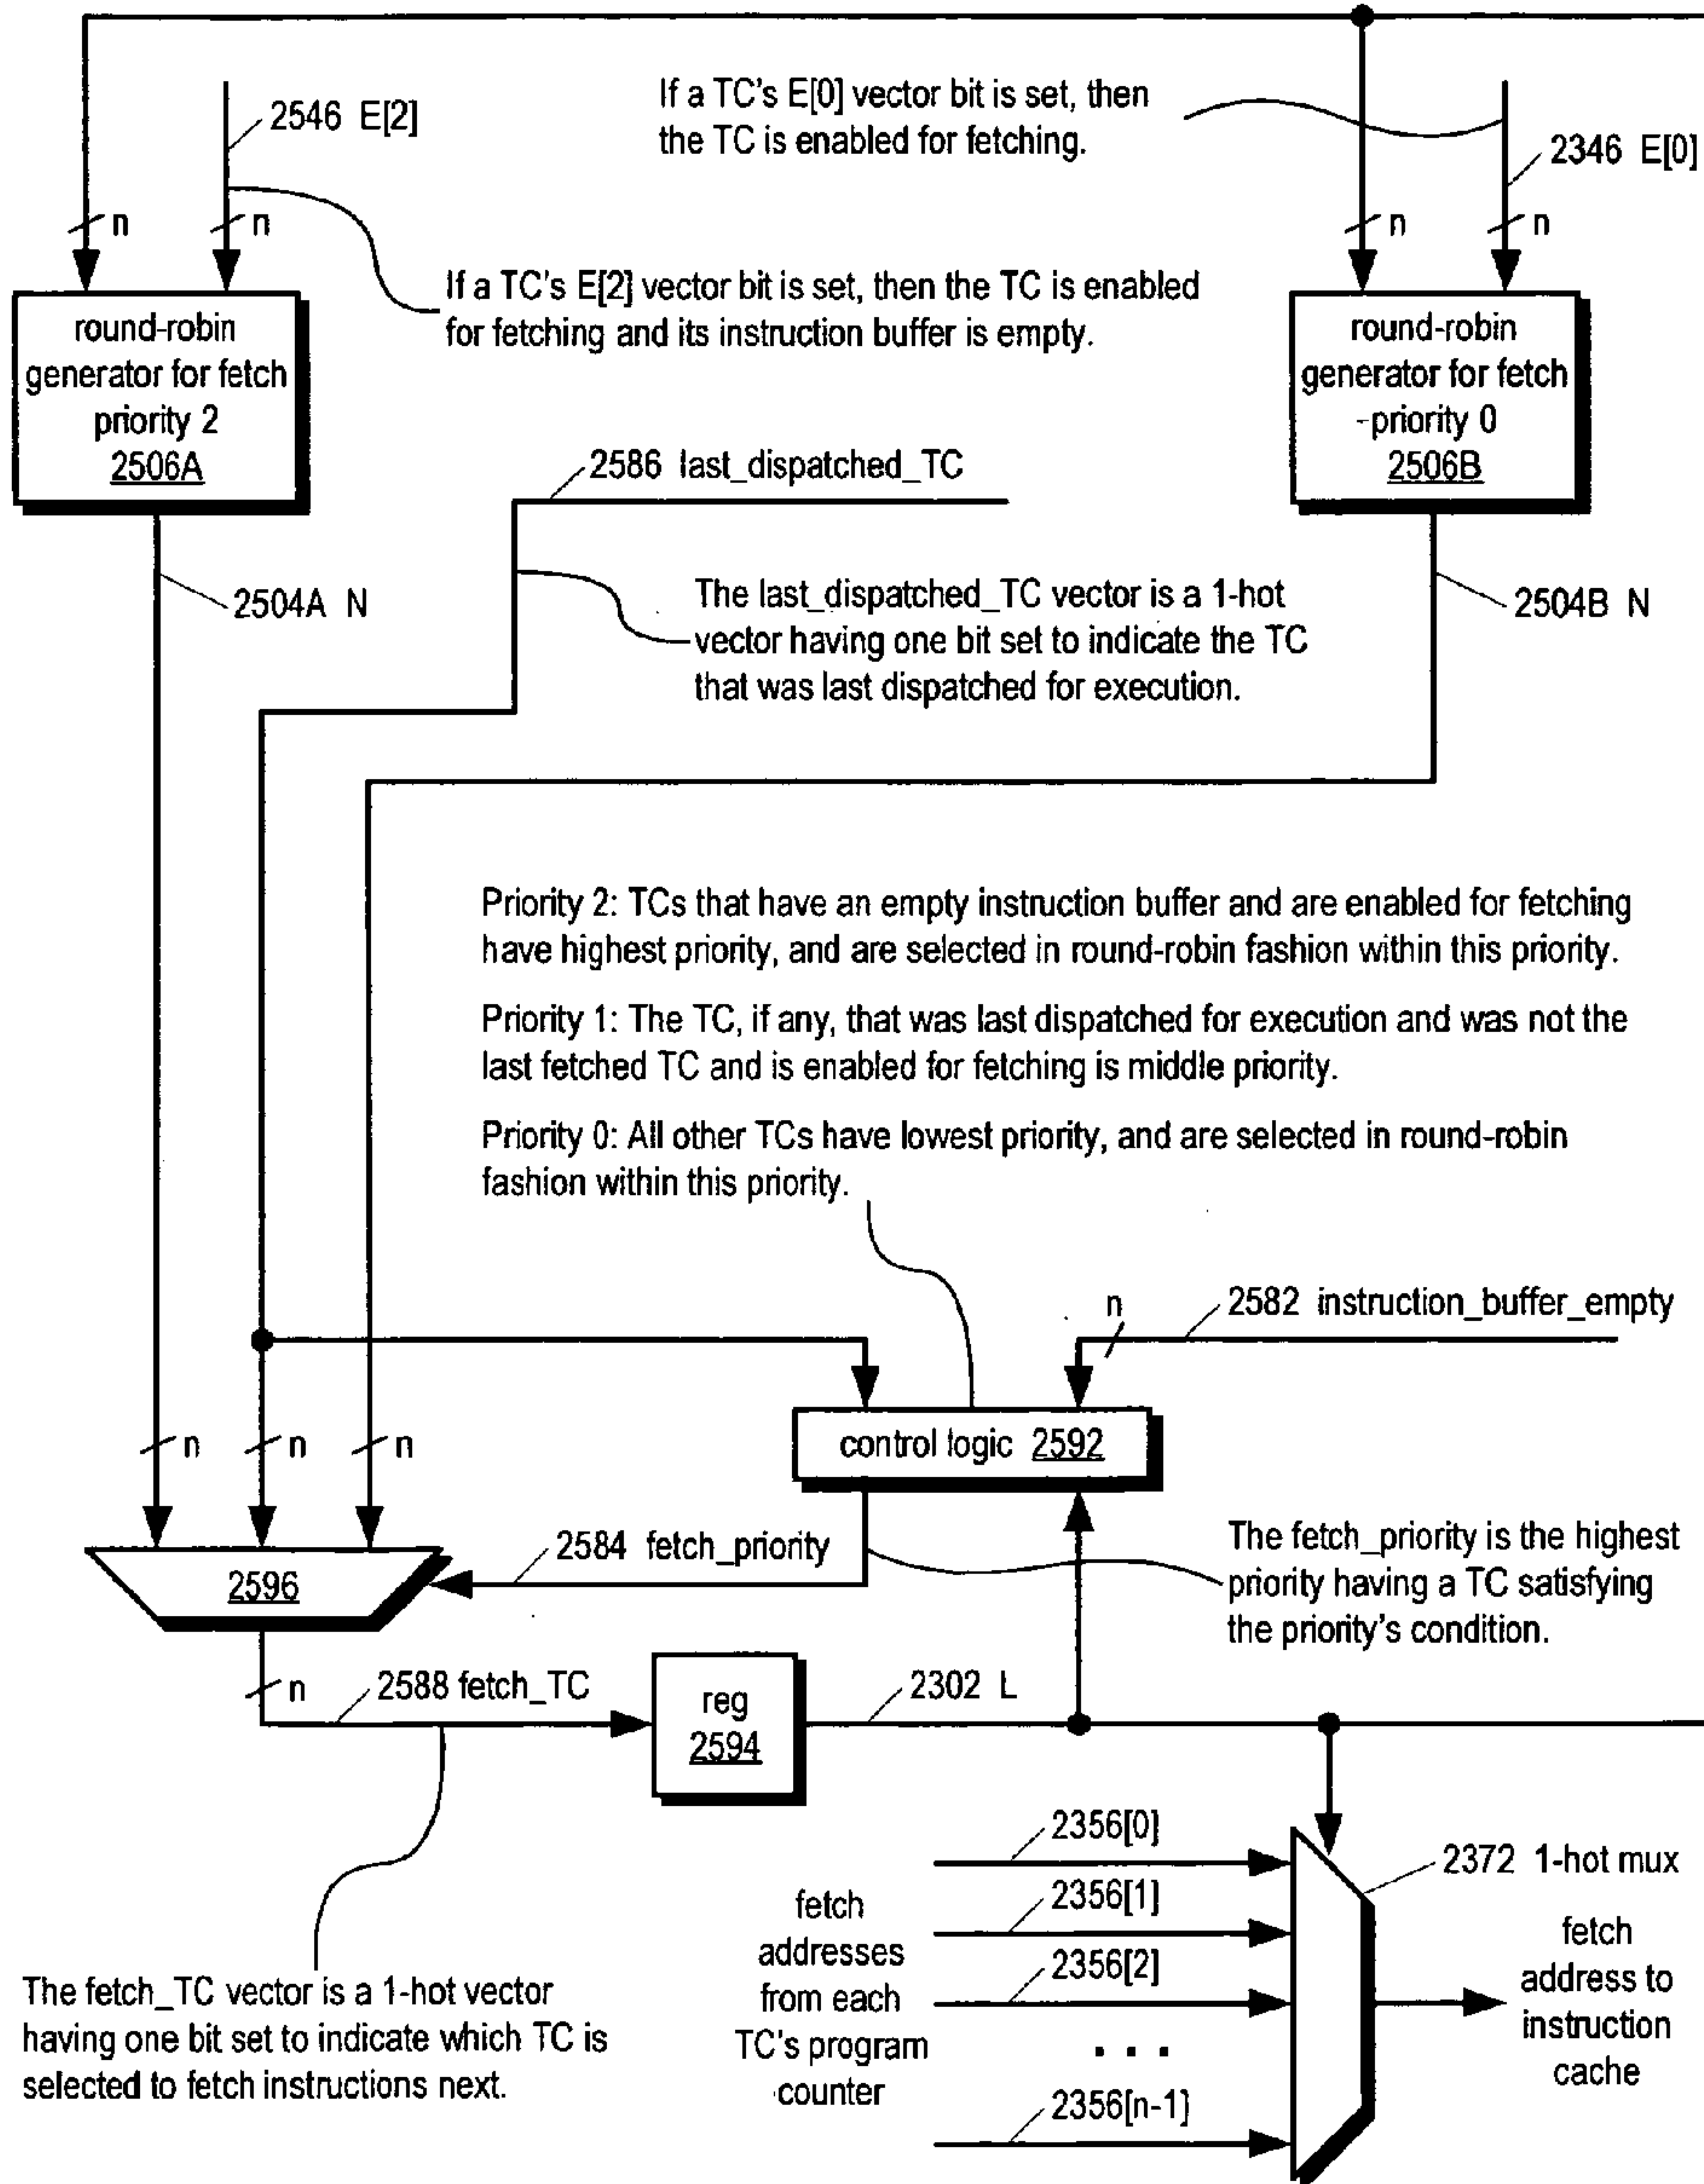 2546 E[2]
If a TC's E[0] vector bit is set, then
the TC is enabled for fetching.
2346 E[0]
n
n
n
n
If a TC's E[2] vector bit is set, then the TC is enabled
for fetching and its instruction buffer is empty.
round-robin
generator for fetch
priority 2
2506A
round-robin
generator for fetch
priority 0
2506B
2586 last_dispatched_TC
2504A N
The last_dispatched_TC vector is a 1-hot
vector having one bit set to indicate the TC
that was last dispatched for execution.
2504B N
Priority 2: TCs that have an empty instruction buffer and are enabled for fetching
have highest priority, and are selected in round-robin fashion within this priority.
Priority 1: The TC, if any, that was last dispatched for execution and was not the
last fetched TC and is enabled for fetching is middle priority.
Priority 0: All other TCs have lowest priority, and are selected in round-robin
fashion within this priority.
n
2582 instruction_buffer_empty
n
n
n
control logic 2592
2596
2584 fetch_priority
The fetch_priority is the highest
priority having a TC satisfying
the priority's condition.
n
2588 fetch_TC
reg
2594
2302 L
2356[0]
2372 1-hot mux
fetch
addresses
from each
TC's program
counter
2356[1]
2356[2]
. . .
2356[n-1]
fetch
address to
instruction
cache
The fetch_TC vector is a 1-hot vector
having one bit set to indicate which TC is
selected to fetch instructions next.